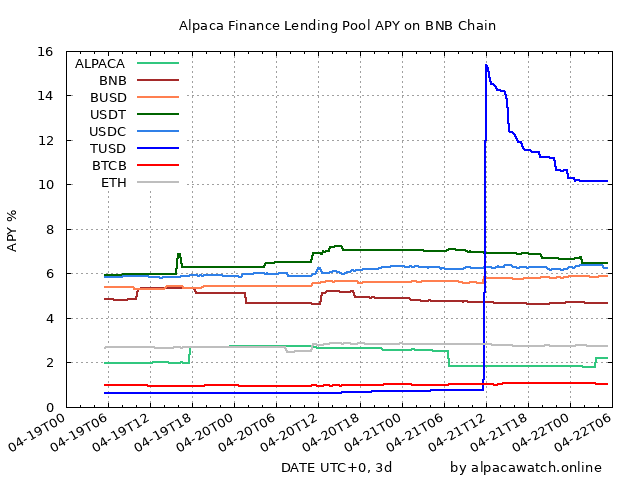 Alpaca Finance Lending Pool APY on BNB Chain
16
14
12
10
8
6
4
2
0
APY %
ALPACA
BNB
BUSD
USDT
USDC
TUSD
BTCB
ETH
04-19T00
04-19T06
04-19T12
04-19T18
04-20T00
04-20T06
04-20T12
04-20T18
04-21T00
04-21T06
04-21T12
04-21T18
04-22T00
04-22T06
DATE UTC+0, 3d
by alpacawatch.online